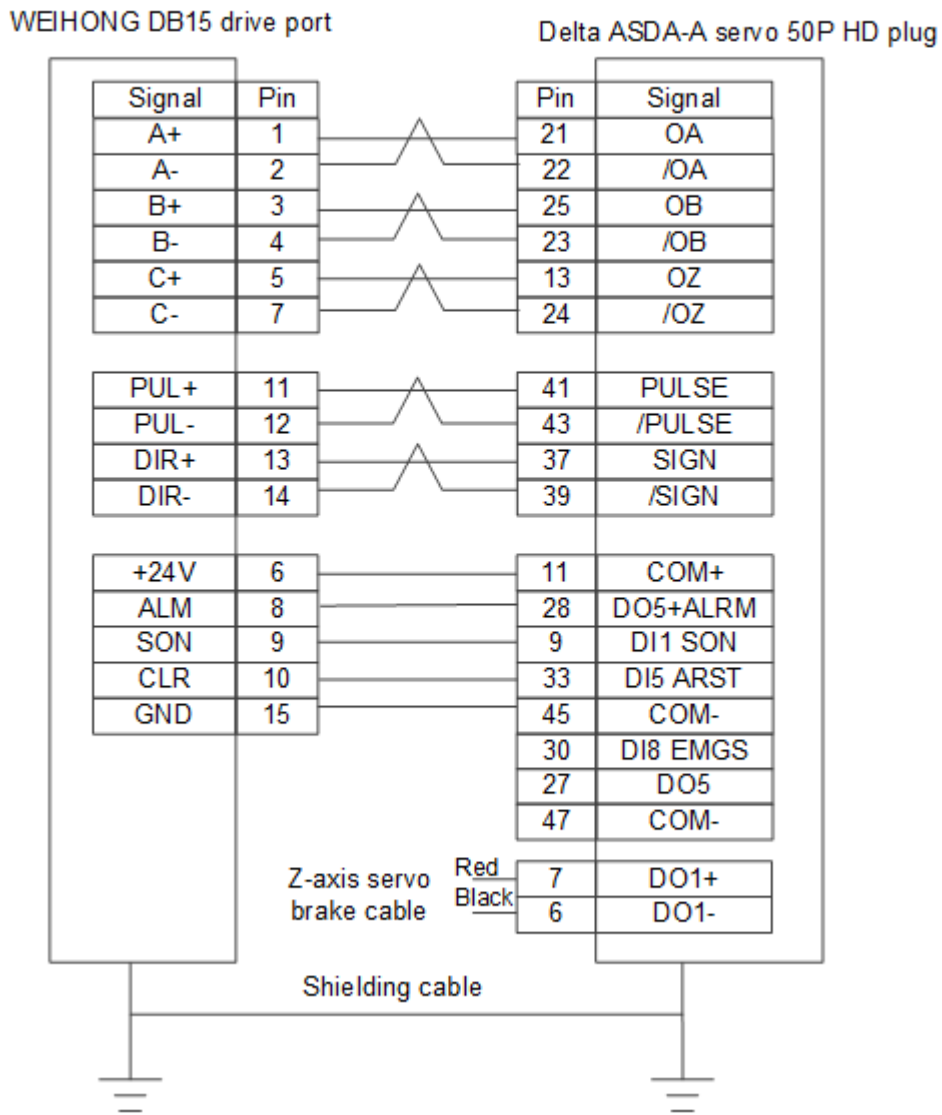 WEIHONG DB15 drive port
Delta ASDA-A servo 50P HD plug
Signal Pin Pin Signal
A+ 1 21 OA
A- 2 22 /OA
B+ 3 25 OB
B- 4 23 /OB
C+ 5 13 OZ
C- 7 24 /OZ
PUL+ 11 41 PULSE
PUL- 12 43 /PULSE
DIR+ 13 37 SIGN
DIR- 14 39 /SIGN
+24V 6 11 COM+
ALM 8 28 DO5+ALRM
SON 9 9 DI1 SON
CLR 10 33 DI5 ARST
GND 15 45 COM-
30 DI8 EMGS
27 DO5
47 COM-
Z-axis servo Red 7 DO1+
brake cable Black 6 DO1-
Shielding cable